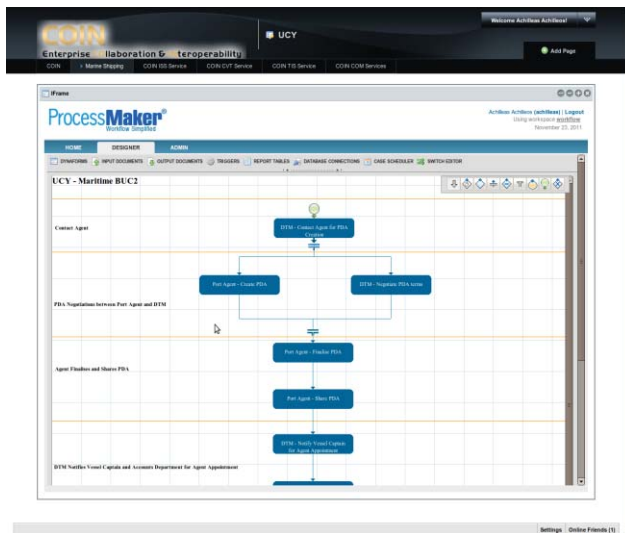 Welcome Achilleas Achilleos!
COIN
UCY
Enterprise Collaboration & Interoperability
Add Page
COIN
Marine Shipping
COIN ISS Service
COIN CVT Service
COIN TIS Service
COIN COM Services
IFrame
ProcessMaker®
Workflow Simplified
Achilleas Achilleos (achilleas) | Logout
Using workspace workflow
November 23, 2011
HOME
DESIGNER
ADMIN
DYNAFORMS
INPUT DOCUMENTS
OUTPUT DOCUMENTS
TRIGGERS
REPORT TABLES
DATABASE CONNECTIONS
CASE SCHEDULER
SWITCH EDITOR
UCY - Maritime BUC2
Contact Agent
DTM - Contact Agent for PDA
Creation
Port Agent - Create PDA
DTM - Negotiate PDA terms
PDA Negotiations between Port Agent and DTM
Port Agent - Finalise PDA
Agent Finalises and Shares PDA
Port Agent - Share PDA
DTM - Notify Vessel Captain
for Agent Appointment
DTM Notifies Vessel Captain and Accounts Department for Agent Appointment
Settings
Online Friends (1)